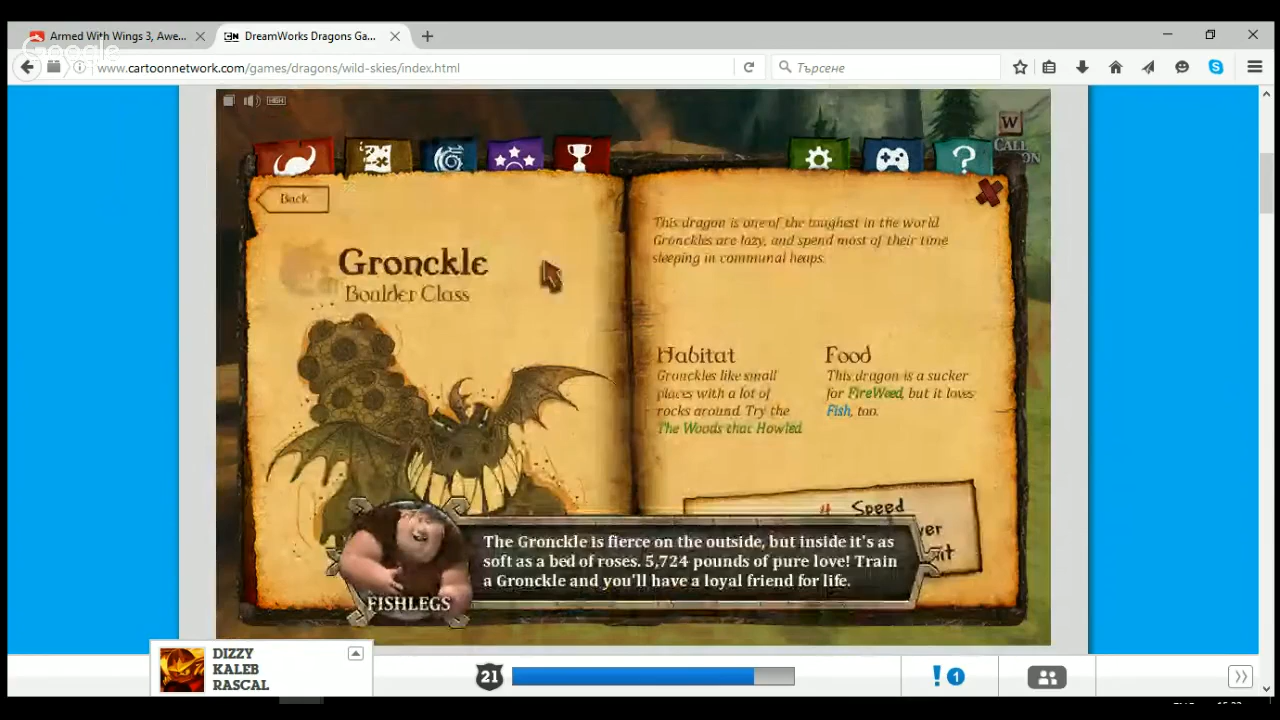 Armed With Wings 3, Awe...
DreamWorks Dragons Ga...
Google
www.cartoonnetwork.com/games/dragons/wild-skies/index.html
Търсене
HIGH
W
CALL
Back
Gronckle
Boulder Class
This dragon is one of the toughest in the world
Gronckles are lazy, and spend most of their time
sleeping in communal heaps.
Habitat
Gronckles like small
places with a lot of
rocks around. Try the
The Woods that Howled
Food
This dragon is a sucker
for FireWeed, but it loves
Fish, too.
4 Speed
The Gronckle is fierce on the outside, but inside it's as
soft as a bed of roses. 5,724 pounds of pure love! Train
a Gronckle and you'll have a loyal friend for life.
FISHLEGS
DIZZY
KALEB
RASCAL
21
1